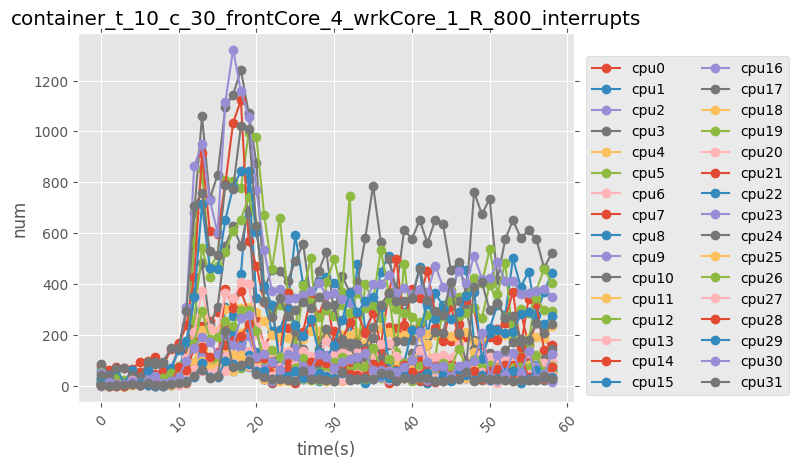 container_t_10_c_30_frontCore_4_wrkCore_1_R_800_interrupts
num
1200
1000
800
600
400
200
0
0
10
20
30
40
50
60
time(s)
cpu0
cpu1
cpu2
cpu3
cpu4
cpu5
cpu6
cpu7
cpu8
cpu9
cpu10
cpu11
cpu12
cpu13
cpu14
cpu15
cpu16
cpu17
cpu18
cpu19
cpu20
cpu21
cpu22
cpu23
cpu24
cpu25
cpu26
cpu27
cpu28
cpu29
cpu30
cpu31